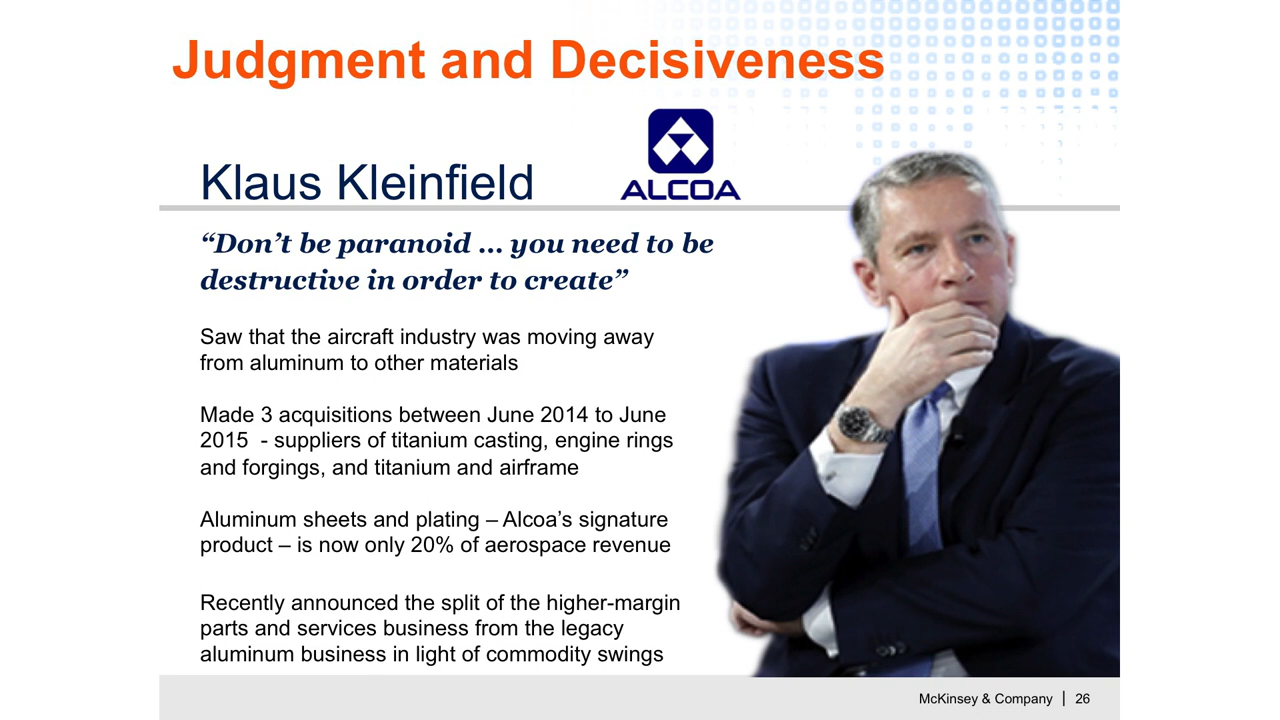 Judgment and Decisiveness
ALCOA
Klaus Kleinfield
“Don’t be paranoid ... you need to be
destructive in order to create”
Saw that the aircraft industry was moving away
from aluminum to other materials
Made 3 acquisitions between June 2014 to June
2015  - suppliers of titanium casting, engine rings
and forgings, and titanium and airframe
Aluminum sheets and plating – Alcoa’s signature
product – is now only 20% of aerospace revenue
Recently announced the split of the higher-margin
parts and services business from the legacy
aluminum business in light of commodity swings
McKinsey & Company | 26